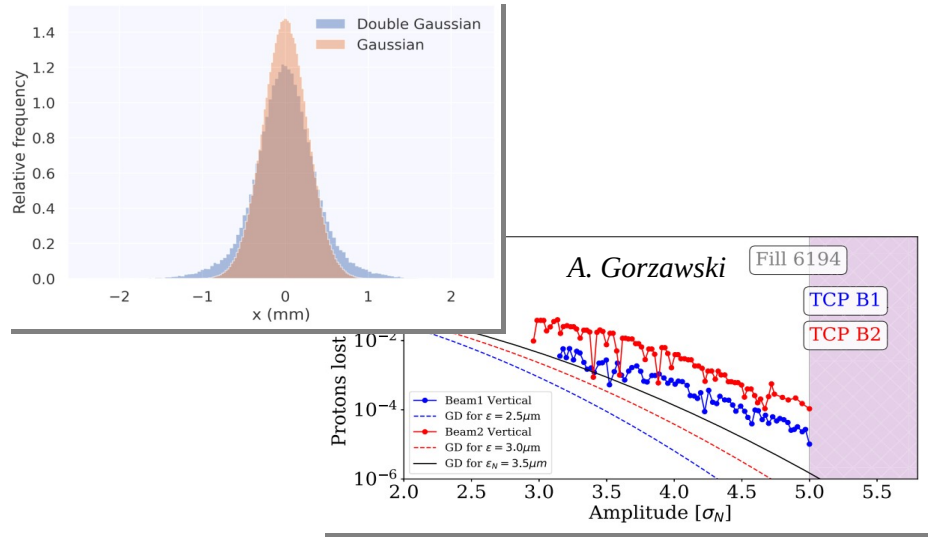 Double Gaussian
Gaussian
1.4
1.2
1.0
0.8
0.6
0.4
0.2
0.0
Relative frequency
−2 −1 0 1 2
x (mm)
A. Gorzawski
Fill 6194
TCP B1
TCP B2
Protons lost
10⁻²
10⁻⁴
10⁻⁶
Beam1 Vertical
GD for ε = 2.5μm
Beam2 Vertical
GD for ε = 3.0μm
GD for ε_N = 3.5μm
2.0 3.0 3.5 4.0 4.5 5.0 5.5
Amplitude [σ_N]